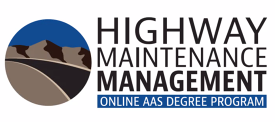 HIGHWAY
MAINTENANCE
MANAGEMENT
ONLINE AAS DEGREE PROGRAM